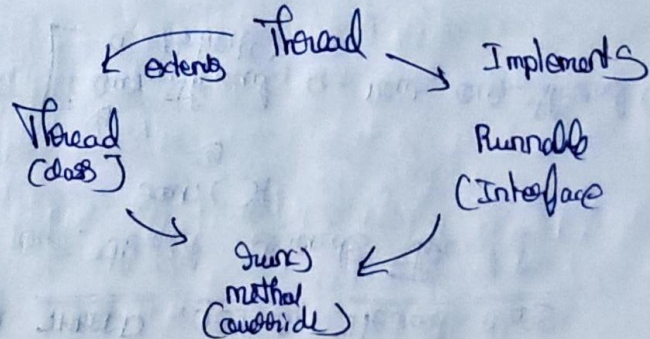 Thread
extends
Implements
Thread
(class)
Runnable
(Interface
run()
method
(override)